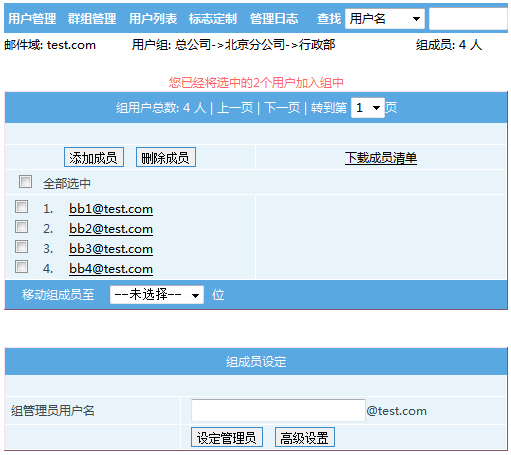 用户管理 群组管理 用户列表 标志定制 管理日志 查找 用户名
邮件域: test.com 用户组: 总公司->北京分公司->行政部 组成员: 4 人
您已经将选中的2个用户加入组中
组用户总数: 4 人 | 上一页 | 下一页 | 转到第 1 页
添加成员 删除成员 下载成员清单
全部选中
1. bb1@test.com
2. bb2@test.com
3. bb3@test.com
4. bb4@test.com
移动组成员至 --未选择-- 位
组成员设定
组管理员用户名 @test.com
设定管理员 高级设置